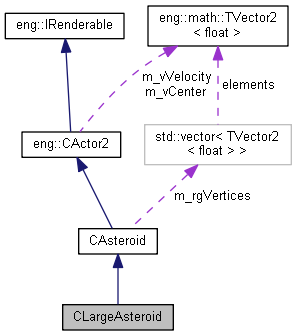 eng::IRenderable
eng::math::TVector2
< float >
m_vVelocity
m_vCenter
elements
eng::CActor2
std::vector< TVector2
< float > >
m_rgVertices
CAsteroid
CLargeAsteroid